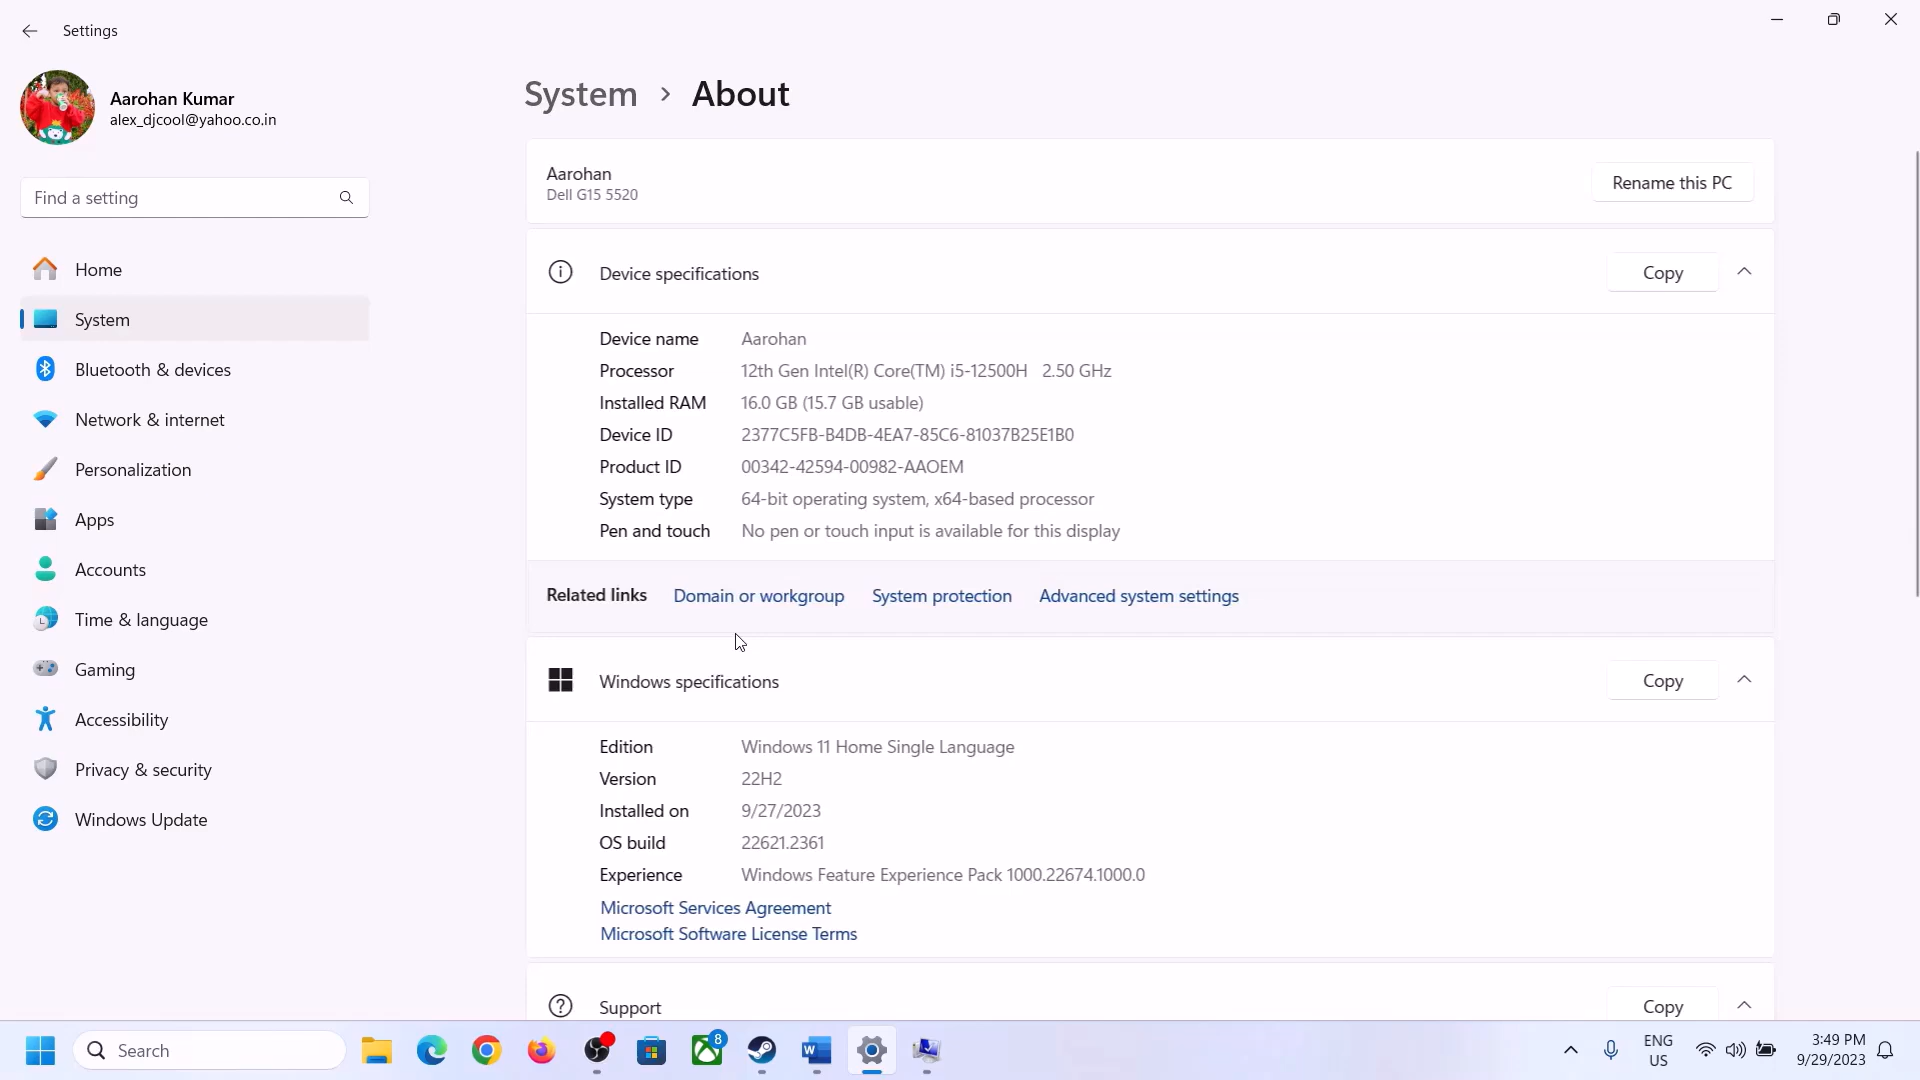 Settings
Aarohan Kumar
alex_djcool@yahoo.co.in
Find a setting
Home
System
Bluetooth & devices
Network & internet
Personalization
Apps
Accounts
Time & language
Gaming
Accessibility
Privacy & security
Windows Update
System > About
Aarohan
Dell G15 5520
Rename this PC
Device specifications Copy
Device name Aarohan
Processor 12th Gen Intel(R) Core(TM) i5-12500H 2.50 GHz
Installed RAM 16.0 GB (15.7 GB usable)
Device ID 2377C5FB-B4DB-4EA7-85C6-81037B25E1B0
Product ID 00342-42594-00982-AAOEM
System type 64-bit operating system, x64-based processor
Pen and touch No pen or touch input is available for this display
Related links Domain or workgroup System protection Advanced system settings
Windows specifications Copy
Edition Windows 11 Home Single Language
Version 22H2
Installed on 9/27/2023
OS build 22621.2361
Experience Windows Feature Experience Pack 1000.22674.1000.0
Microsoft Services Agreement
Microsoft Software License Terms
Support Copy
Search
8
W
ENG
US
3:49 PM
9/29/2023